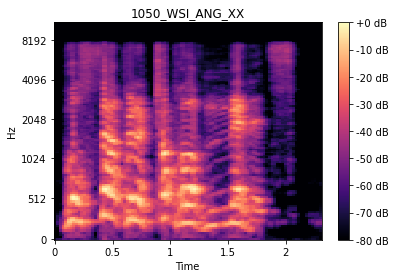 1050_WSI_ANG_XX
+0 dB
8192
-10 dB
4096
-20 dB
-30 dB
2048
Hz
-40 dB
1024
-50 dB
512
-60 dB
-70 dB
0
-80 dB
0 0.5 1 1.5 2
Time